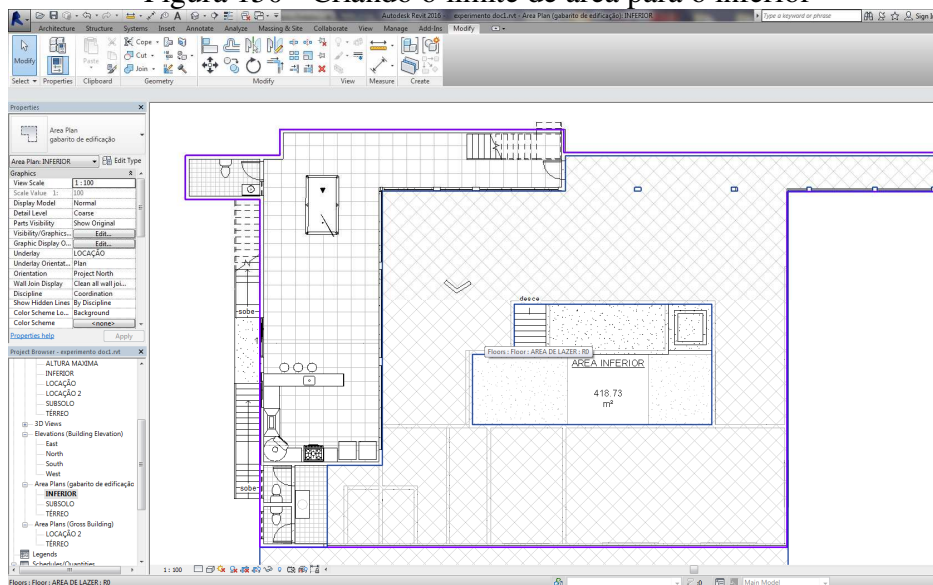 Figura 156 – Criando o limite de área para o inferior
Autodesk Revit 2016 - experimento doc1.rvt - Area Plan (gabarito de edificação): INFERIOR
Type a keyword or phrase
Sign I
Architecture Structure Systems Insert Annotate Analyze Massing & Site Collaborate View Manage Add-Ins Modify
Modify
Paste
Cope
Cut
Join
Select Properties Clipboard Geometry Modify View Measure Create
Properties
Area Plan
gabarito de edificação
Area Plan: INFERIOR
Edit Type
Graphics
View Scale 1 : 100
Scale Value 1: 100
Display Model Normal
Detail Level Coarse
Parts Visibility Show Original
Visibility/Graphics... Edit...
Graphic Display O... Edit...
Underlay LOCAÇÃO
Underlay Orientat... Plan
Orientation Project North
Wall Join Display Clean all wall joi...
Discipline Coordination
Show Hidden Lines By Discipline
Color Scheme Lo... Background
Color Scheme <none>
Properties help
Apply
Project Browser - experimento doc1.rvt
ALTURA MAXIMA
INFERIOR
LOCAÇÃO
LOCAÇÃO 2
SUBSOLO
TÉRREO
3D Views
Elevations (Building Elevation)
East
North
South
West
Area Plans (gabarito de edificação
INFERIOR
SUBSOLO
TÉRREO
Area Plans (Gross Building)
LOCAÇÃO 2
TÉRREO
Legends
Schedules/Quantities
sobe
desce
Floors : Floor : AREA DE LAZER : R0
AREA INFERIOR
418.73
m²
sobe
1 : 100
Floors : Floor : AREA DE LAZER : R0
:0
Main Model